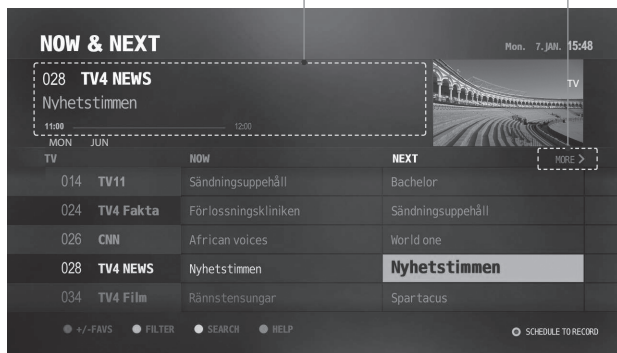 NOW & NEXT
Mon. 7.JAN. 15:48
028 TV4 NEWS
Nyhetstimmen
11:00 12:00
MON JUN
TV
TV NOW NEXT MORE >
014 TV11 Sändningsuppehåll Bachelor
024 TV4 Fakta Förlossningskliniken Sändningsuppehåll
026 CNN African voices World one
028 TV4 NEWS Nyhetstimmen Nyhetstimmen
034 TV4 Film Rännstensungar Spartacus
+/-FAVS FILTER SEARCH HELP SCHEDULE TO RECORD